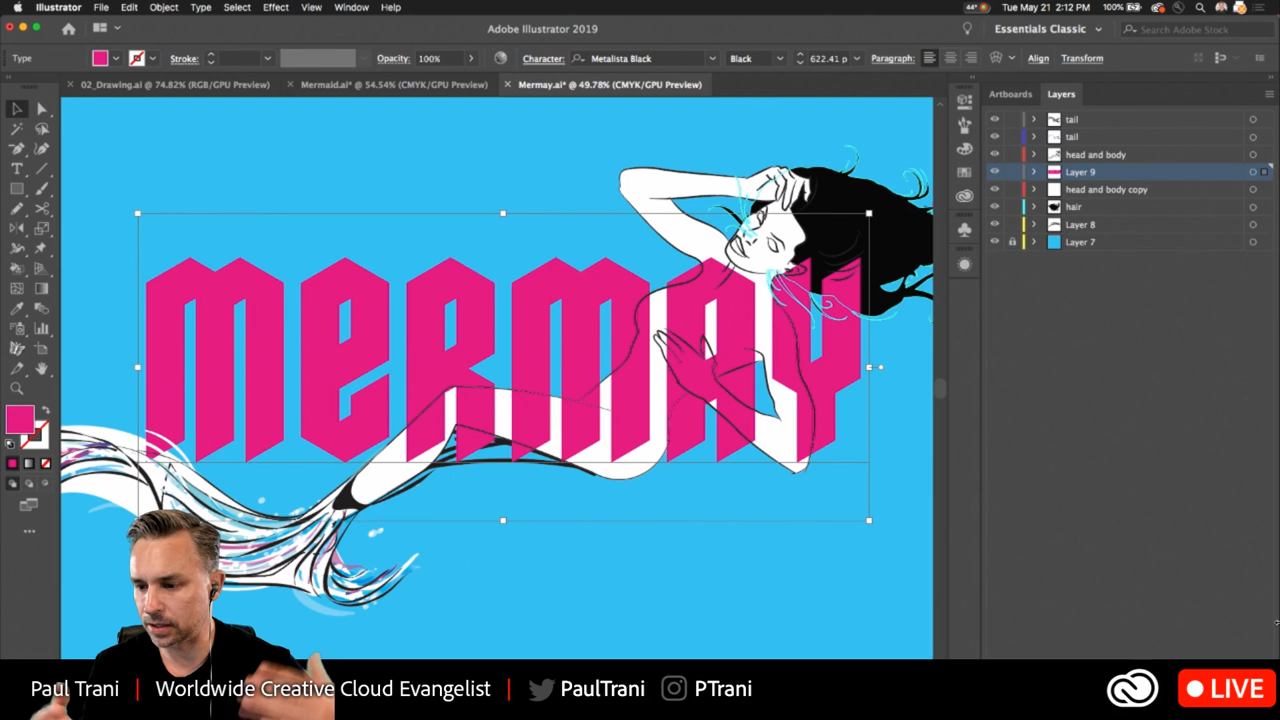 Illustrator File Edit Object Type Select Effect View Window Help
44° Tue May 21 2:12 PM 100%
Adobe Illustrator 2019
Essentials Classic
Search Adobe Stock
Type Stroke: Opacity: 100% Character: Metalista Black Black 622.41 p Paragraph: Align Transform
× 02_Drawing.ai @ 74.82% (RGB/GPU Preview) × Mermaid.ai* @ 54.54% (CMYK/GPU Preview) × Mermay.ai* @ 49.78% (CMYK/GPU Preview)
Artboards Layers
tail
tail
head and body
Layer 9
head and body copy
hair
Layer 8
Layer 7
MeRMAY
Paul Trani | Worldwide Creative Cloud Evangelist | PaulTrani PTrani
LIVE